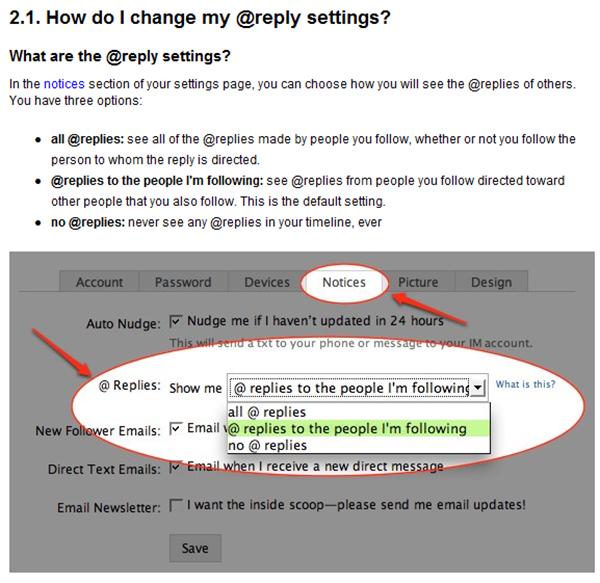 2.1. How do I change my @reply settings?
What are the @reply settings?
In the notices section of your settings page, you can choose how you will see the @replies of others.
You have three options:
all @replies: see all of the @replies made by people you follow, whether or not you follow the
person to whom the reply is directed.
@replies to the people I'm following: see @replies from people you follow directed toward
other people that you also follow. This is the default setting.
no @replies: never see any @replies in your timeline, ever
Account Password Devices Notices Picture Design
Auto Nudge: Nudge me if I haven't updated in 24 hours
This will send a txt to your phone or message to your IM account.
@ Replies: Show me @ replies to the people I'm following What is this?
all @ replies
New Follower Emails: Email @ replies to the people I'm following
no @ replies
Direct Text Emails: Email when I receive a new direct message
Email Newsletter: I want the inside scoop—please send me email updates!
Save